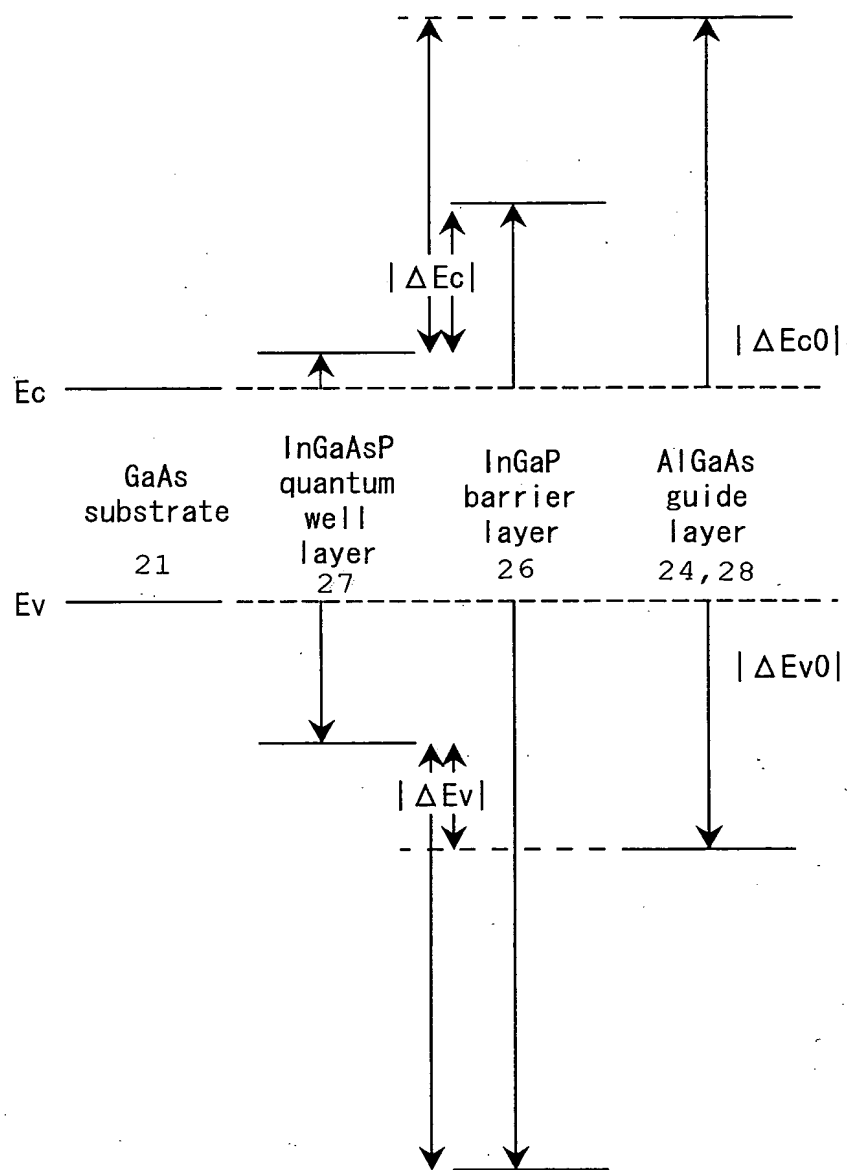 |ΔEc|
|ΔEc0|
Ec
GaAs
substrate
21
InGaAsP
quantum
well
layer
27
InGaP
barrier
layer
26
AlGaAs
guide
layer
24,28
Ev
|ΔEv0|
|ΔEv|